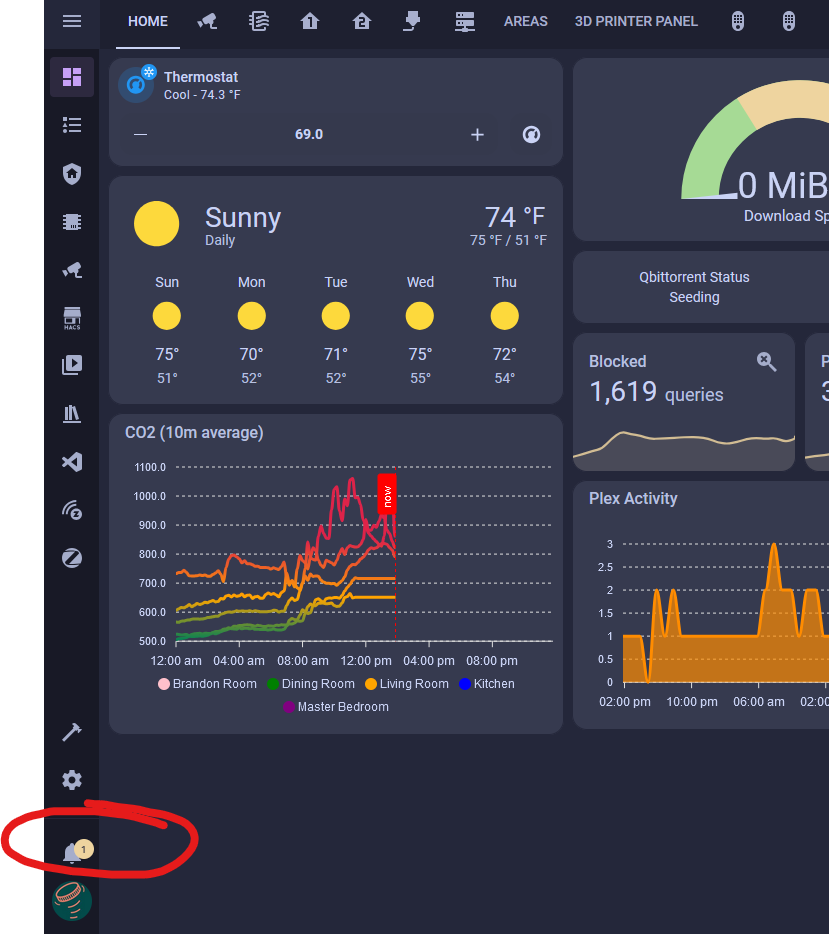 HOME
1
2
AREAS
3D PRINTER PANEL
Thermostat
Cool - 74.3 °F
69.0
Sunny
Daily
74 °F
75 °F / 51 °F
Sun Mon Tue Wed Thu
75° 70° 71° 75° 72°
51° 52° 52° 55° 54°
HACS
CO2 (10m average)
1100.0
1000.0
900.0
800.0
700.0
600.0
500.0
now
12:00 am 04:00 am 08:00 am 12:00 pm 04:00 pm 08:00 pm
Brandon Room Dining Room Living Room Kitchen
Master Bedroom
0 MiB
Download Sp
Qbittorrent Status
Seeding
Blocked
1,619 queries
P
3
Plex Activity
3
2.5
2
1.5
1
0.5
0
02:00 pm 10:00 pm 06:00 am 02:00
1